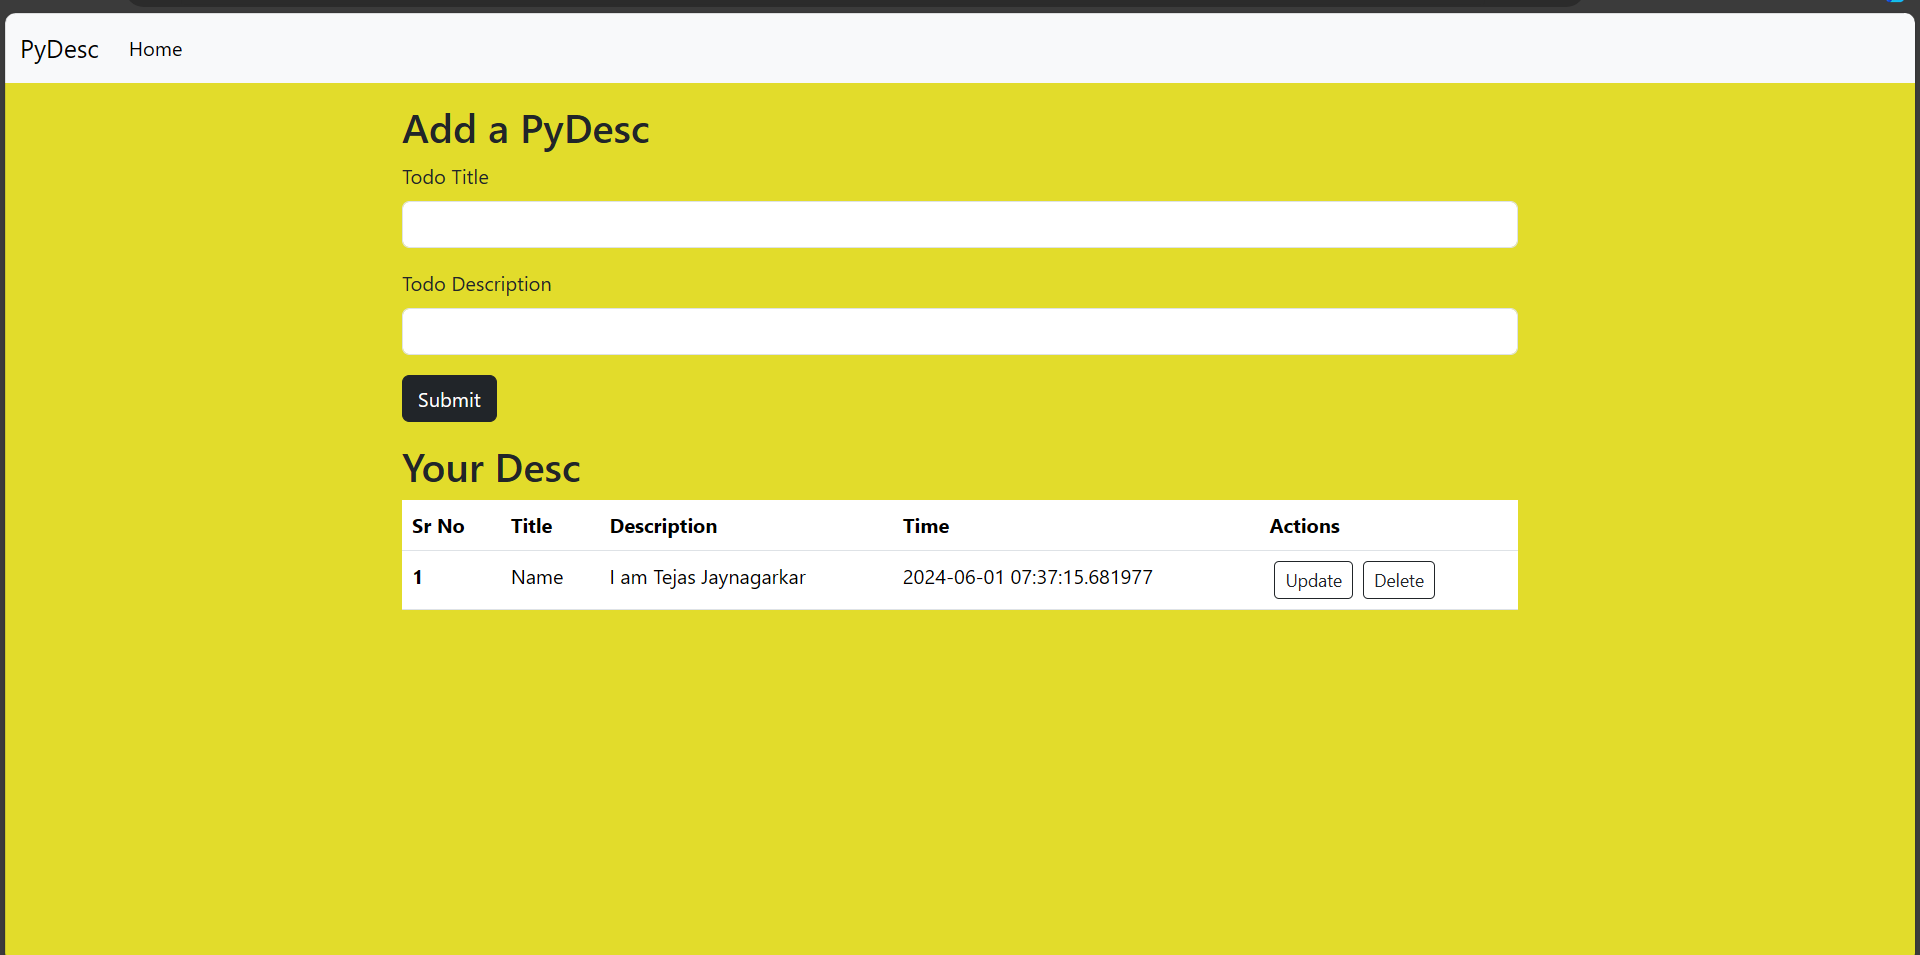 PyDesc Home
Add a PyDesc
Todo Title
Todo Description
Submit
Your Desc
Sr No Title Description Time Actions
1 Name I am Tejas Jaynagarkar 2024-06-01 07:37:15.681977 Update Delete